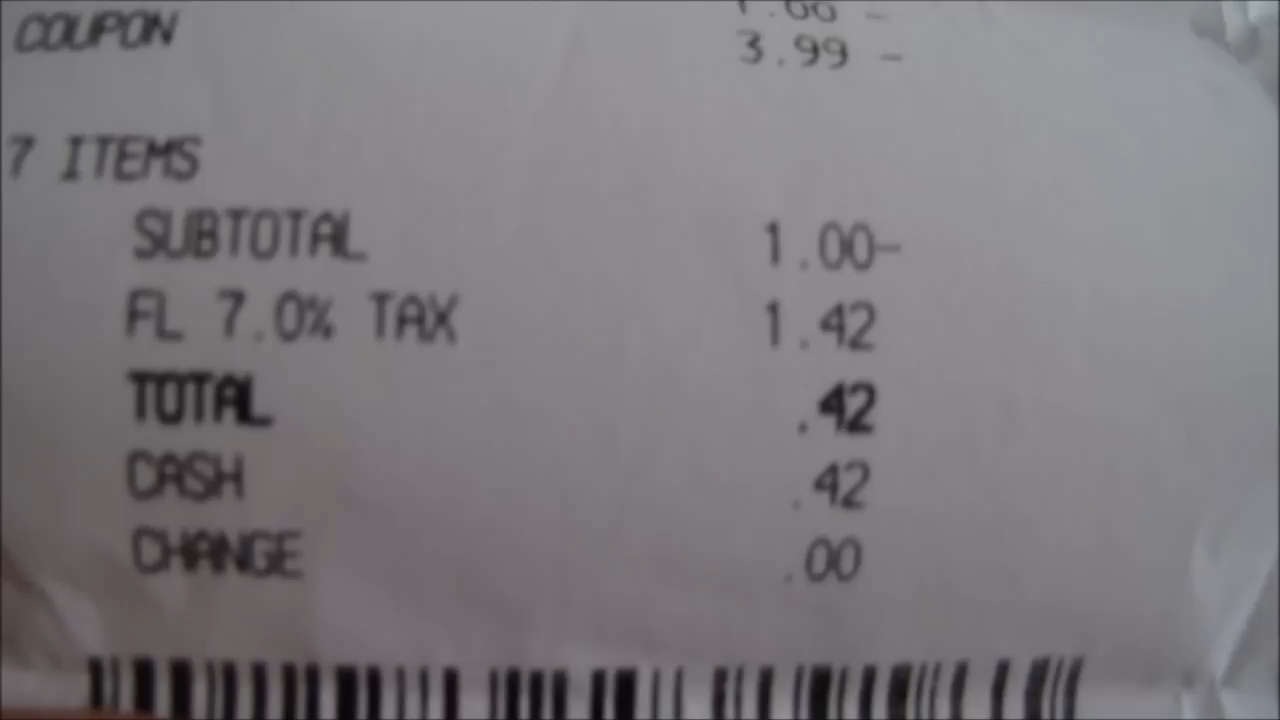 COUPON 3.99 -
7 ITEMS
SUBTOTAL 1.00-
FL 7.0% TAX 1.42
TOTAL .42
CASH .42
CHANGE .00